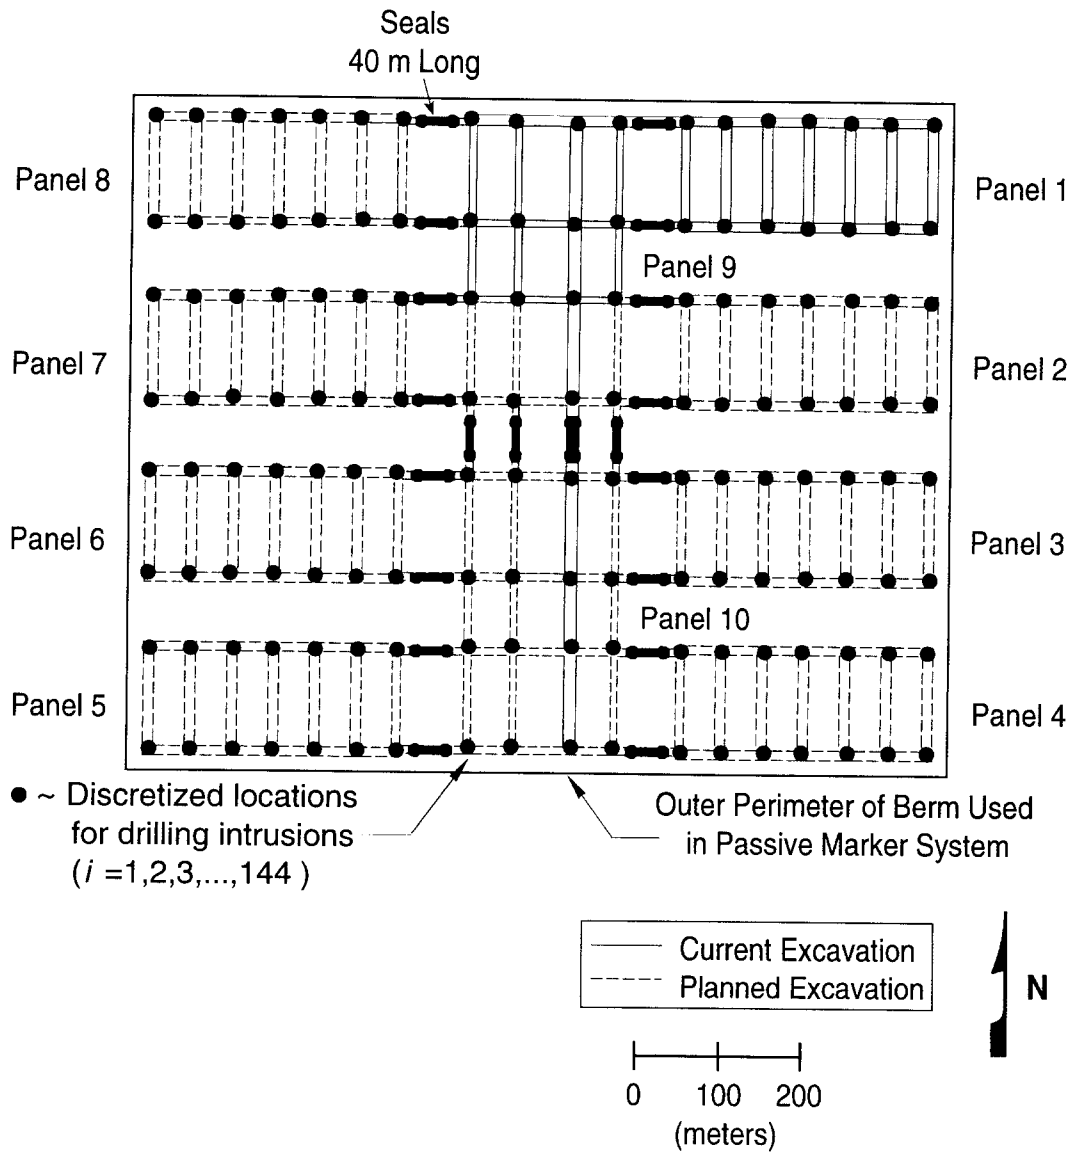 Seals
40 m Long
Panel 8
Panel 1
Panel 9
Panel 7
Panel 2
Panel 6
Panel 3
Panel 10
Panel 5
Panel 4
● ~ Discretized locations
for drilling intrusions
( i =1,2,3,...,144 )
Outer Perimeter of Berm Used
in Passive Marker System
Current Excavation
Planned Excavation
N
0 100 200
(meters)